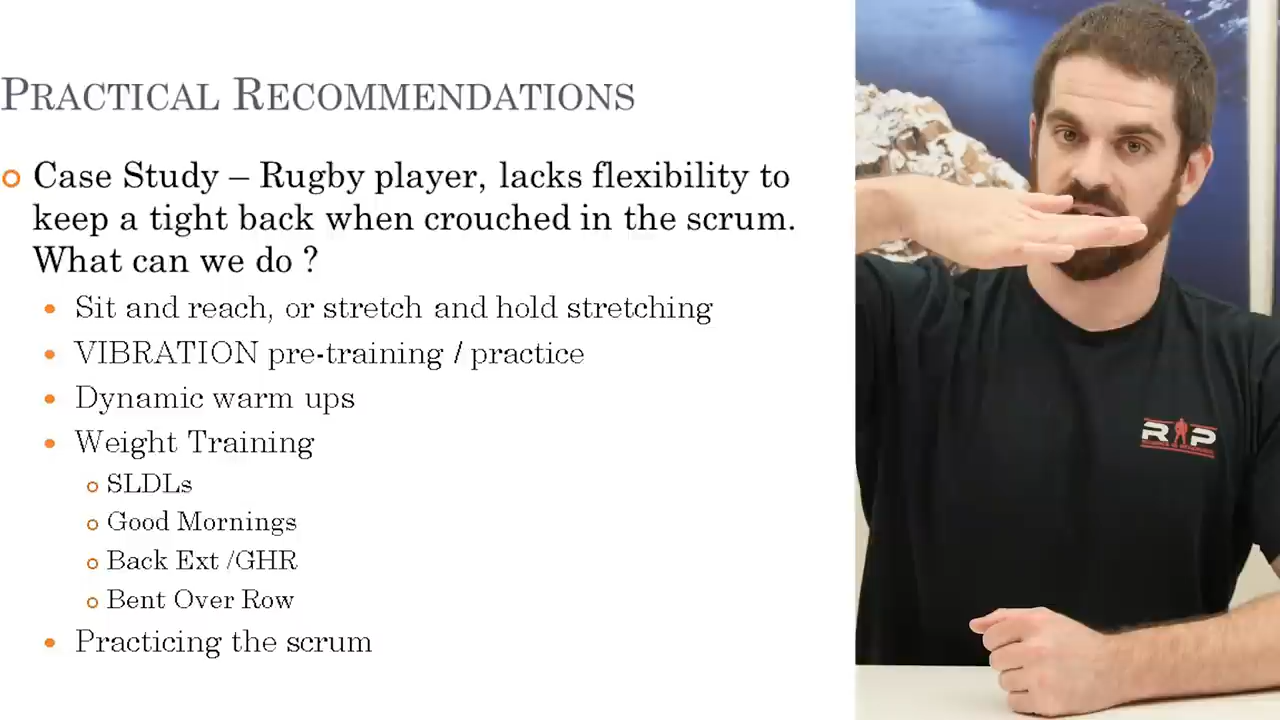 PRACTICAL RECOMMENDATIONS
Case Study – Rugby player, lacks flexibility to
keep a tight back when crouched in the scrum.
What can we do ?
Sit and reach, or stretch and hold stretching
VIBRATION pre-training / practice
Dynamic warm ups
Weight Training
SLDLs
Good Mornings
Back Ext /GHR
Bent Over Row
Practicing the scrum
RP